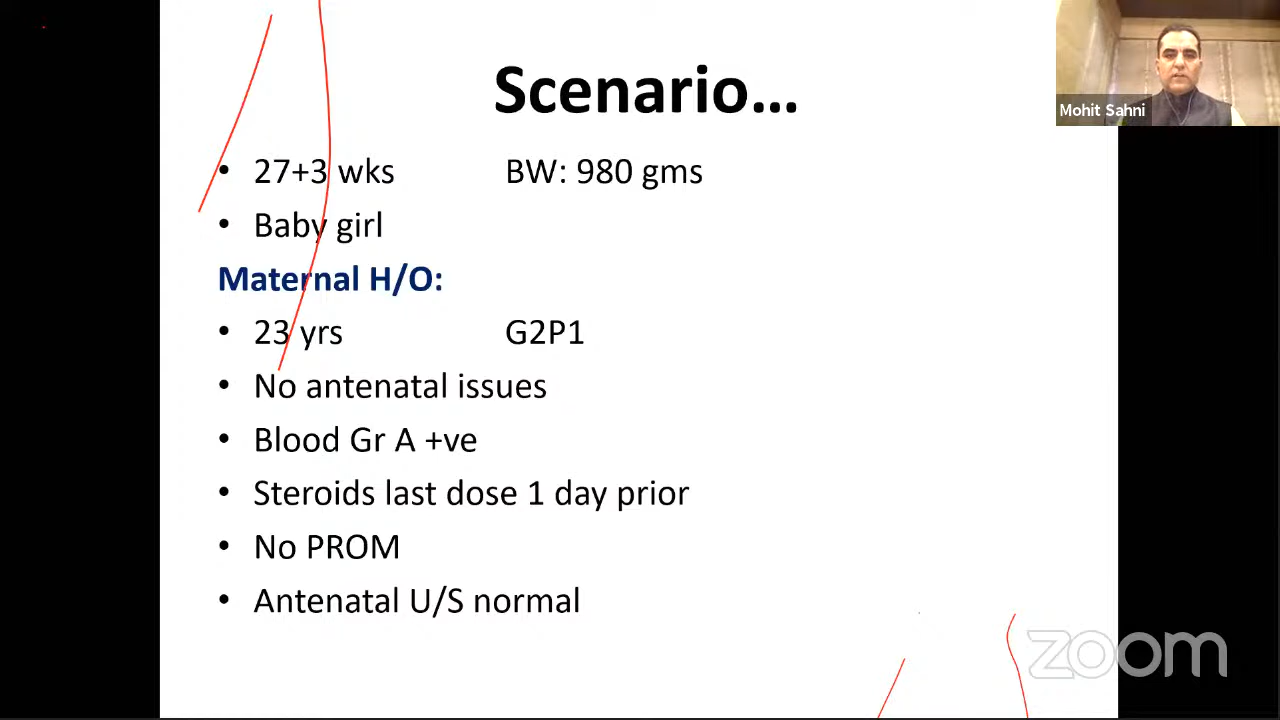 Scenario...
Mohit Sahni
• 27+3 wks BW: 980 gms
• Baby girl
Maternal H/O:
• 23 yrs G2P1
• No antenatal issues
• Blood Gr A +ve
• Steroids last dose 1 day prior
• No PROM
• Antenatal U/S normal
zoom